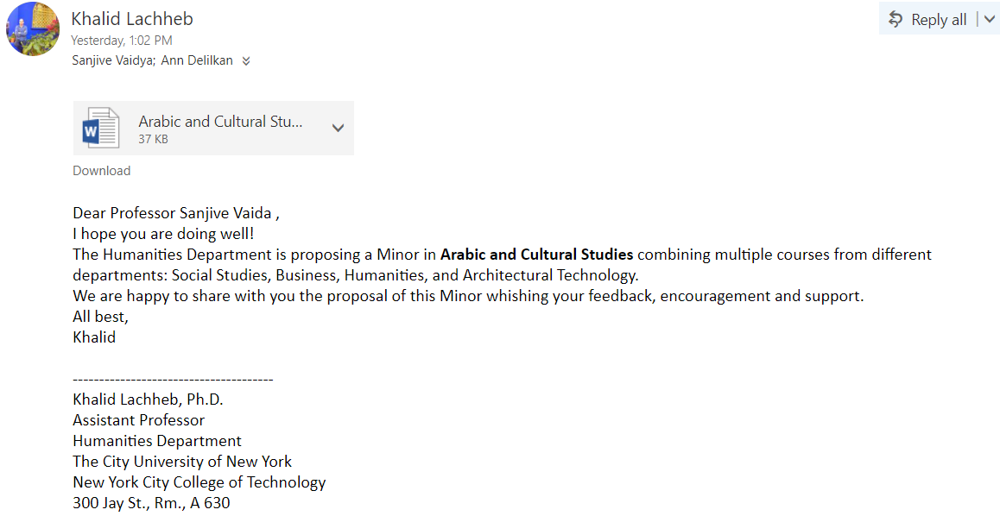 Khalid Lachheb
Reply all
Yesterday, 1:02 PM
Sanjive Vaidya; Ann Delilkan
W
Arabic and Cultural Stu...
37 KB
Download
Dear Professor Sanjive Vaida ,
I hope you are doing well!
The Humanities Department is proposing a Minor in Arabic and Cultural Studies combining multiple courses from different
departments: Social Studies, Business, Humanities, and Architectural Technology.
We are happy to share with you the proposal of this Minor whishing your feedback, encouragement and support.
All best,
Khalid
--------------------------------------
Khalid Lachheb, Ph.D.
Assistant Professor
Humanities Department
The City University of New York
New York City College of Technology
300 Jay St., Rm., A 630